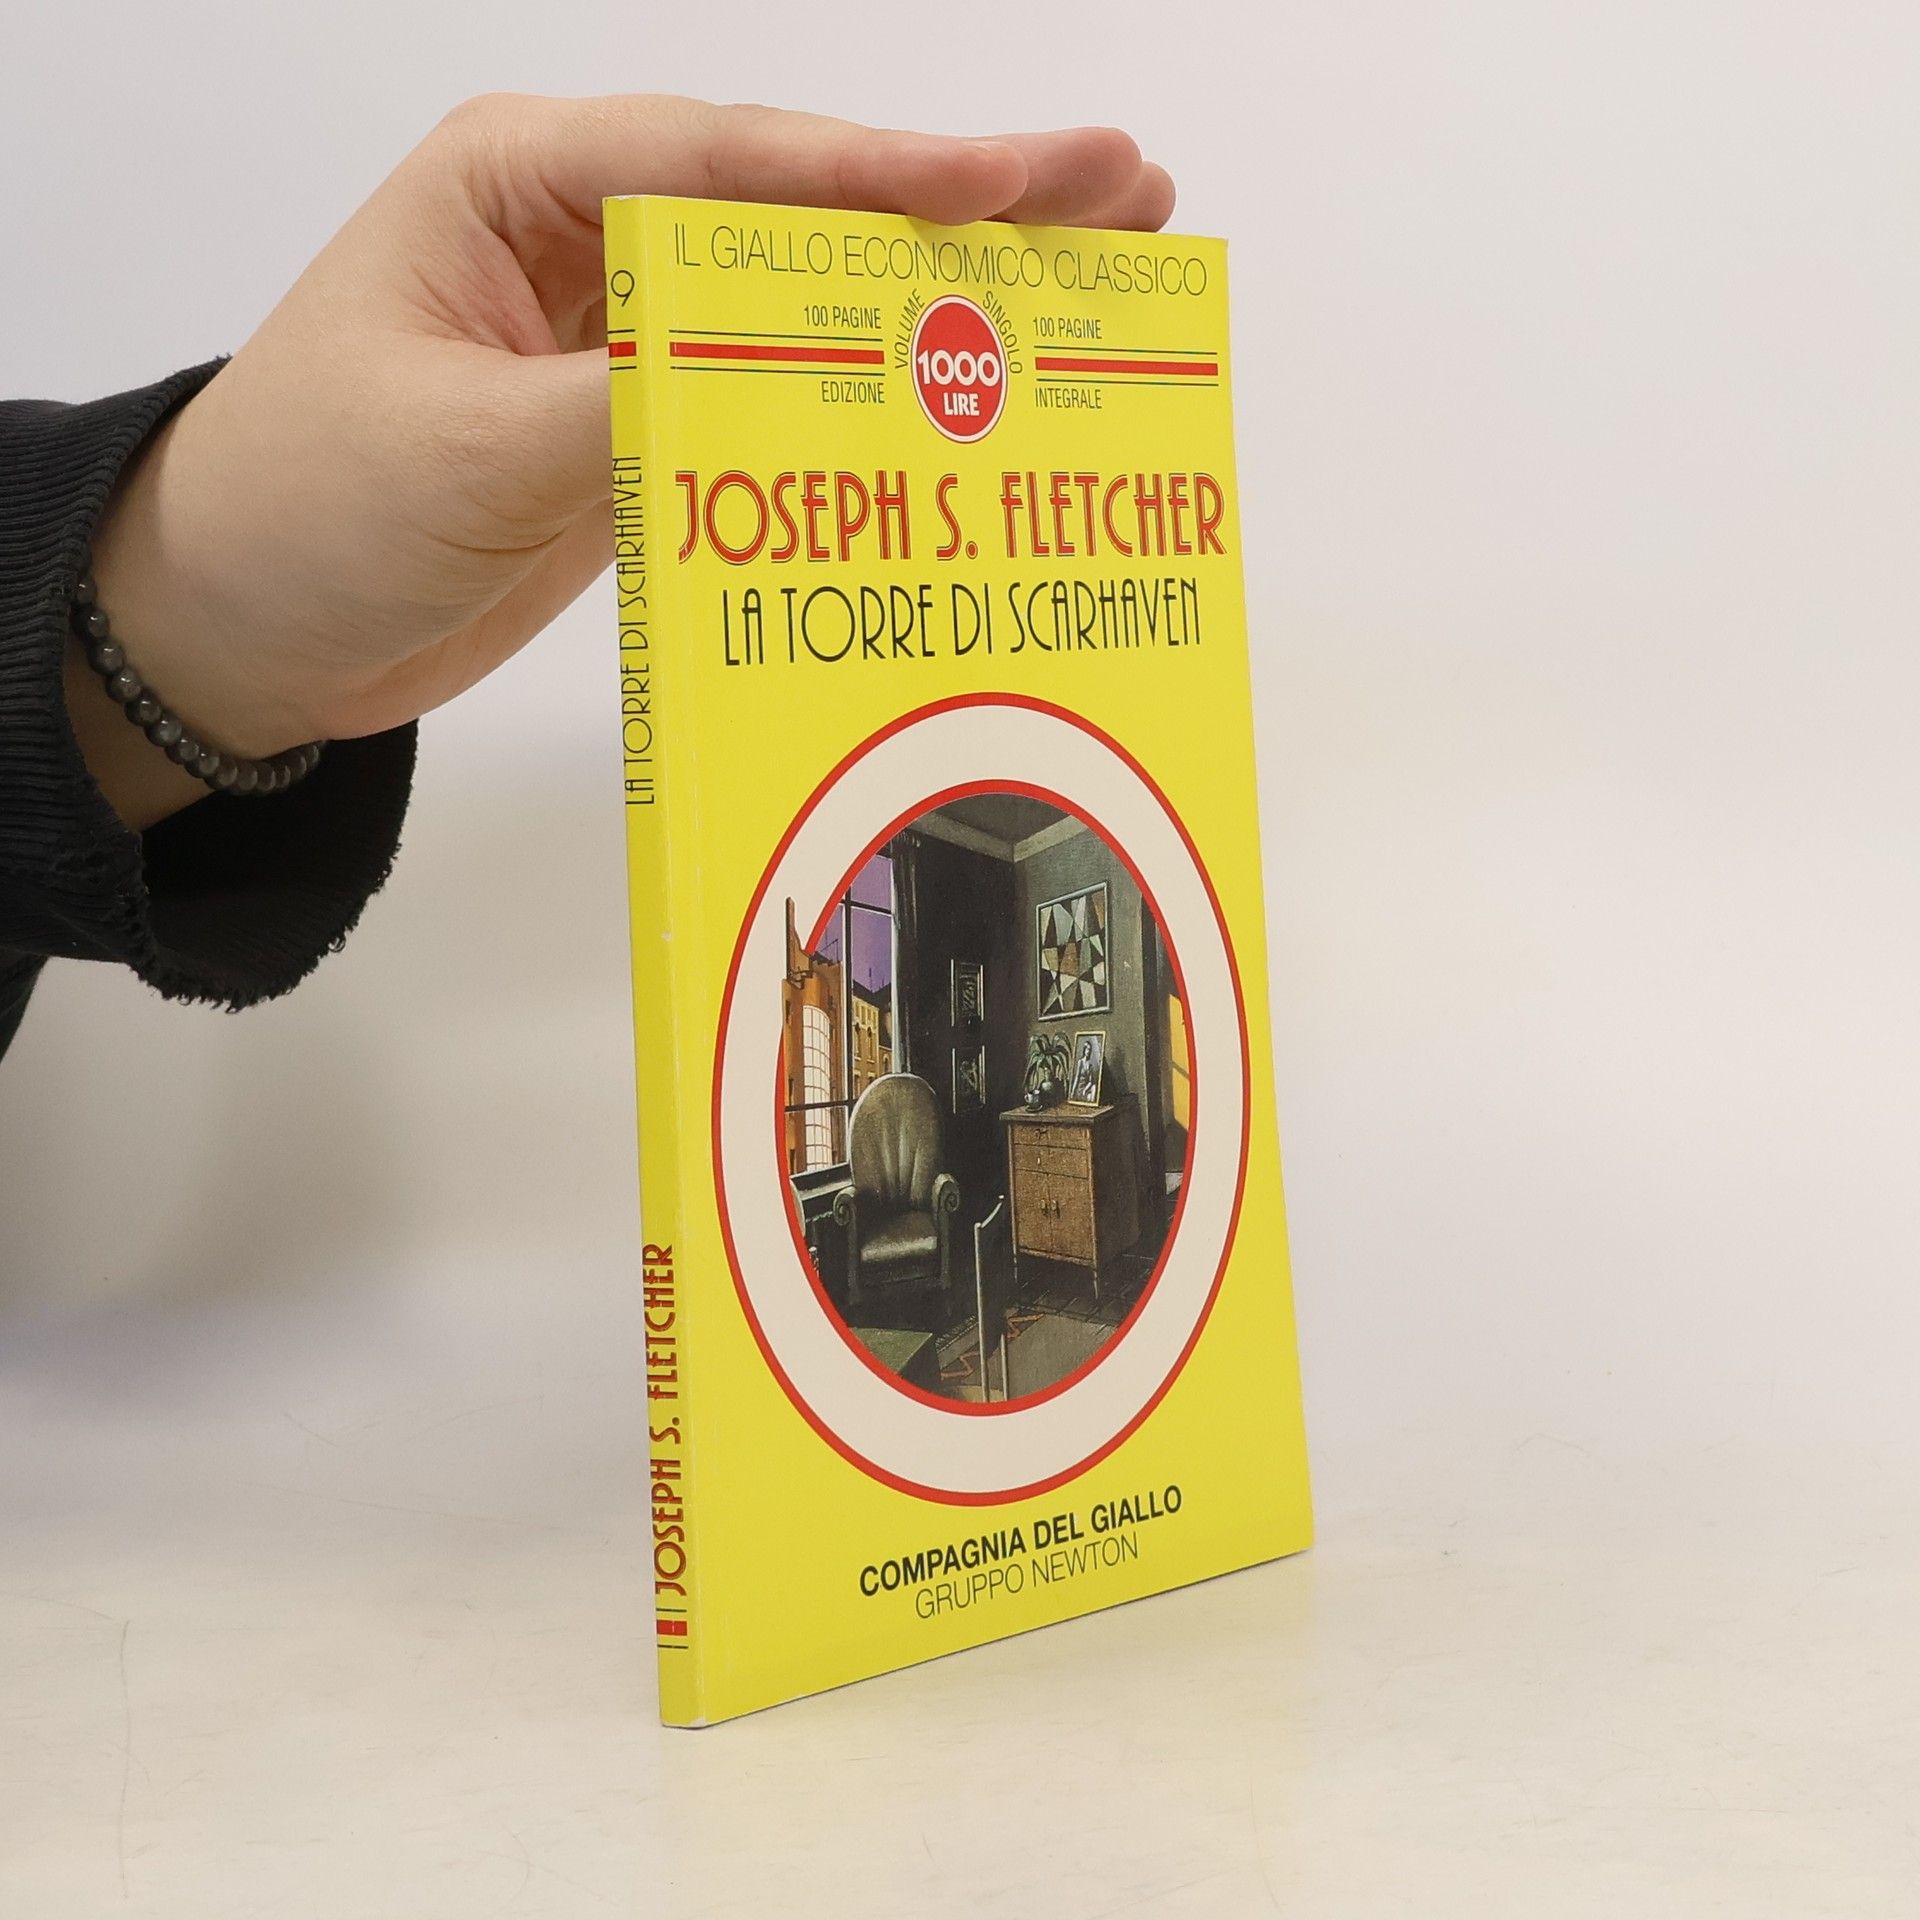 IL GIALLO ECONOMICO CLASSICO
100 PAGINE
VOLUME SINGOLO
100 PAGINE
1000
LIRE
EDIZIONE
INTEGRALE
JOSEPH S. FLETCHER
LA TORRE DI SCARHAVEN
COMPAGNIA DEL GIALLO
GRUPPO NEWTON
9
LA TORRE DI SCARHAVEN
JOSEPH S. FLETCHER